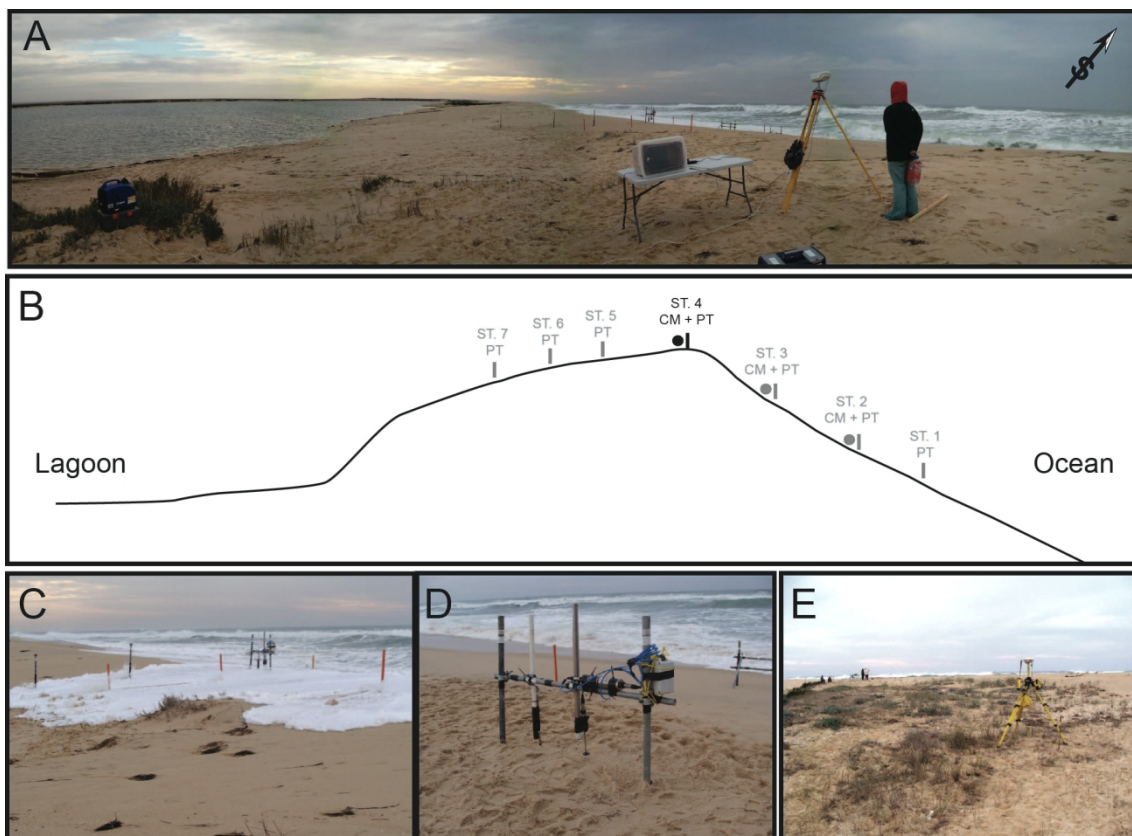 A
S
B
ST. 7
PT
ST. 6
PT
ST. 5
PT
ST. 4
CM + PT
ST. 3
CM + PT
ST. 2
CM + PT
ST. 1
PT
Lagoon
Ocean
C
D
E